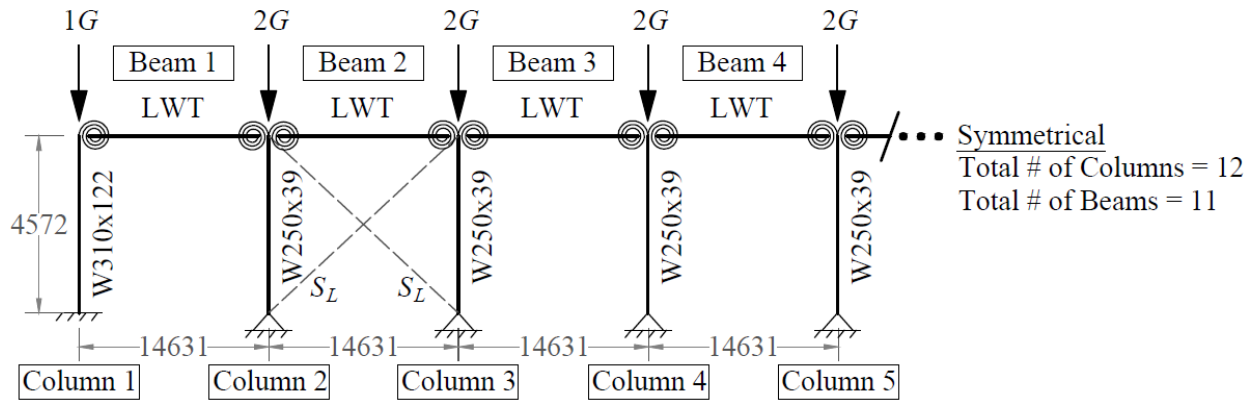 1G 2G 2G 2G 2G
Beam 1 Beam 2 Beam 3 Beam 4
LWT LWT LWT LWT
Symmetrical
Total # of Columns = 12
Total # of Beams = 11
4572
W310x122
W250x39
W250x39
W250x39
W250x39
S_L S_L
14631 14631 14631 14631
Column 1 Column 2 Column 3 Column 4 Column 5